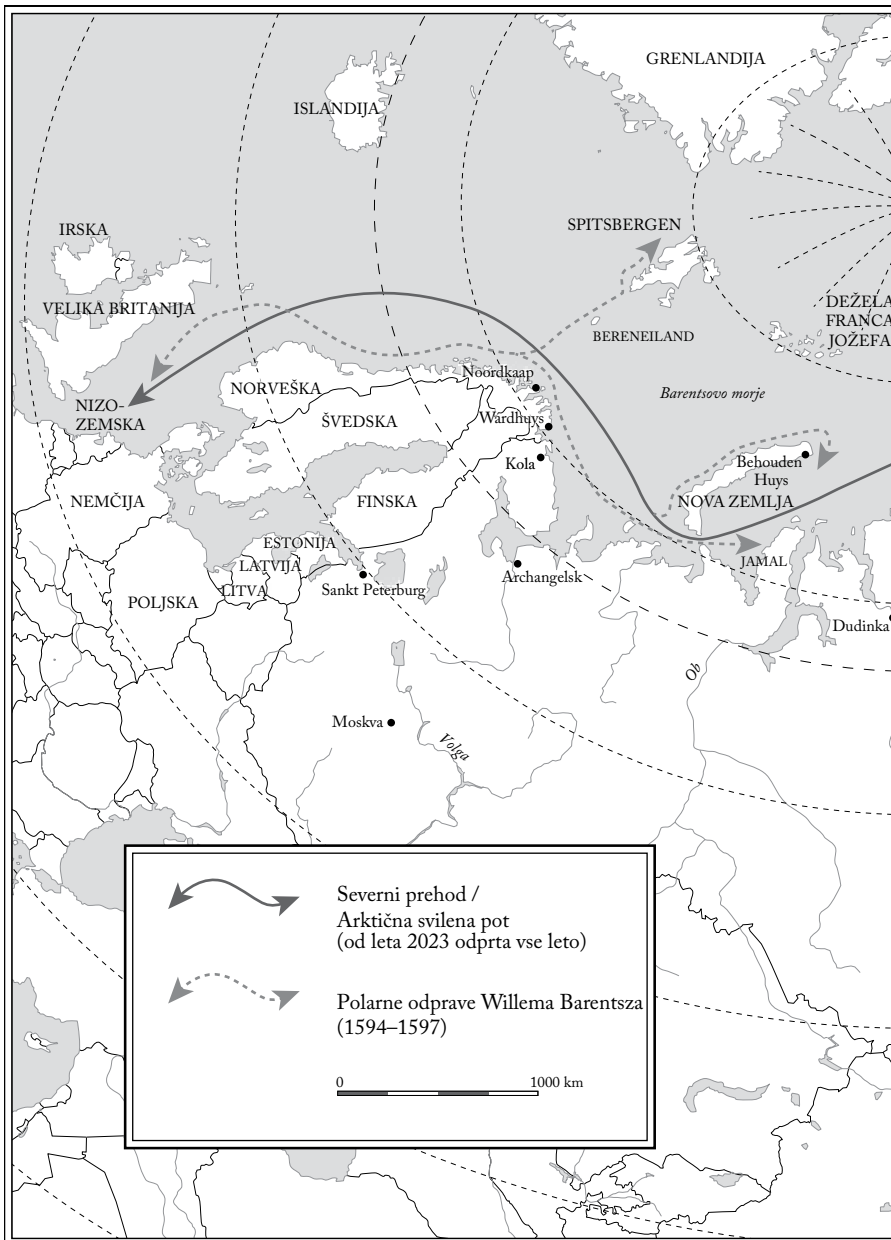 GRENLANDIJA
ISLANDIJA
IRSKA
SPITSBERGEN
VELIKA BRITANIJA
DEŽELA
FRANCA
JOŽEFA
BERENEILAND
Noordkaap
NORVEŠKA
Barentsovo morje
NIZO-
ZEMSKA
ŠVEDSKA
Wardhuys
Kola
Behouden
Huys
NEMČIJA
FINSKA
NOVA ZEMLJA
ESTONIJA
LATVIJA
LITVA
JAMAL
Sankt Peterburg
Archangelsk
POLJSKA
Dudinka
Ob
Moskva
Volga
Severni prehod /
Arktična svilena pot
(od leta 2023 odprta vse leto)
Polarne odprave Willema Barentsza
(1594–1597)
0 1000 km